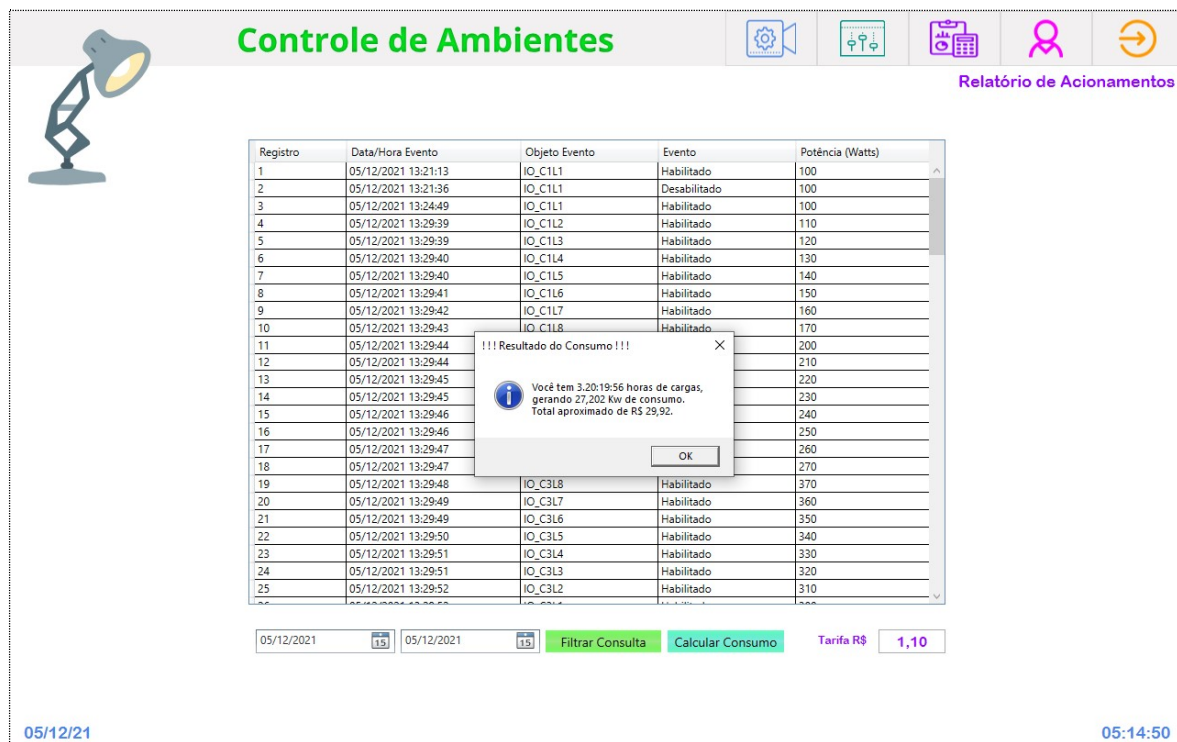 Controle de Ambientes
Relatório de Acionamentos
Registro Data/Hora Evento Objeto Evento Evento Potência (Watts)
1 05/12/2021 13:21:13 IO_C1L1 Habilitado 100
2 05/12/2021 13:21:36 IO_C1L1 Desabilitado 100
3 05/12/2021 13:24:49 IO_C1L1 Habilitado 100
4 05/12/2021 13:29:39 IO_C1L2 Habilitado 110
5 05/12/2021 13:29:39 IO_C1L3 Habilitado 120
6 05/12/2021 13:29:40 IO_C1L4 Habilitado 130
7 05/12/2021 13:29:40 IO_C1L5 Habilitado 140
8 05/12/2021 13:29:41 IO_C1L6 Habilitado 150
9 05/12/2021 13:29:42 IO_C1L7 Habilitado 160
10 05/12/2021 13:29:43 IO_C1L8 Habilitado 170
11 05/12/2021 13:29:44 200
12 05/12/2021 13:29:44 210
13 05/12/2021 13:29:45 220
14 05/12/2021 13:29:45 230
15 05/12/2021 13:29:46 240
16 05/12/2021 13:29:46 250
17 05/12/2021 13:29:47 260
18 05/12/2021 13:29:47 270
!!! Resultado do Consumo !!!
Você tem 3.20:19:56 horas de cargas,
gerando 27,202 Kw de consumo.
Total aproximado de R$ 29,92.
OK
19 05/12/2021 13:29:48 IO_C3L8 Habilitado 370
20 05/12/2021 13:29:49 IO_C3L7 Habilitado 360
21 05/12/2021 13:29:49 IO_C3L6 Habilitado 350
22 05/12/2021 13:29:50 IO_C3L5 Habilitado 340
23 05/12/2021 13:29:51 IO_C3L4 Habilitado 330
24 05/12/2021 13:29:51 IO_C3L3 Habilitado 320
25 05/12/2021 13:29:52 IO_C3L2 Habilitado 310
05/12/2021 15 05/12/2021 15 Filtrar Consulta Calcular Consumo Tarifa R$ 1,10
05/12/21 05:14:50